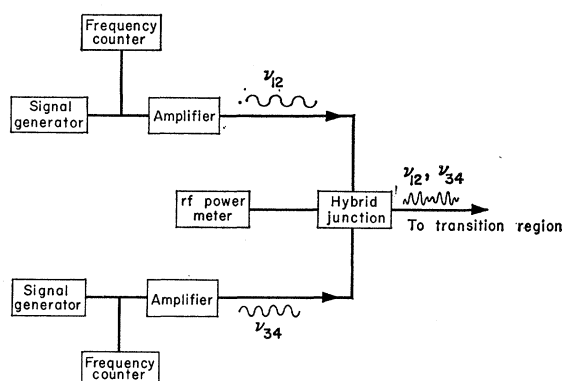 Frequency
counter
Signal
generator
Amplifier
ν12
rf power
meter
Hybrid
junction
ν12, ν34
To transition region
Signal
generator
Amplifier
ν34
Frequency
counter